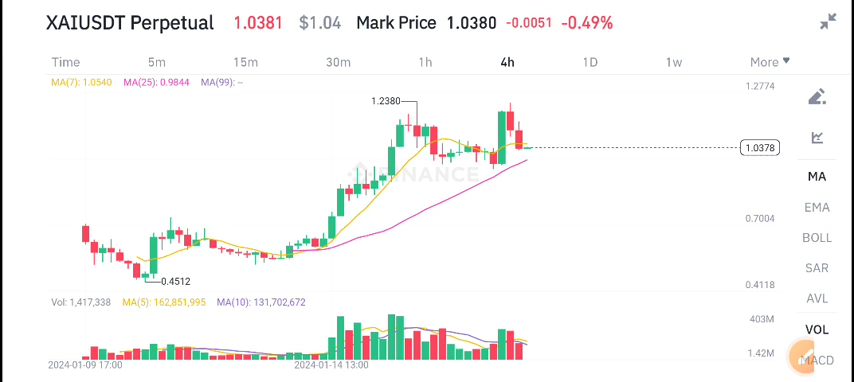 XAIUSDT Perpetual 1.0381 $1.04 Mark Price 1.0380 -0.0051 -0.49%
Time 5m 15m 30m 1h 4h 1D 1w More
MA(7): 1.0540 MA(25): 0.9844 MA(99): --
1.2774
1.2380
1.0378
BINANCE
MA
EMA
0.7004
BOLL
SAR
0.4512
0.4118
AVL
Vol: 1,417,338 MA(5): 162,851,995 MA(10): 131,702,672
403M
VOL
1.42M
MACD
2024-01-09 17:00 2024-01-14 13:00